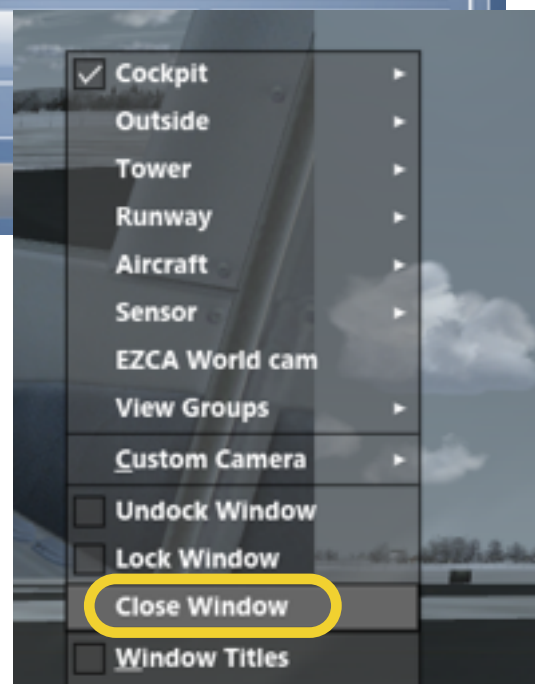 Cockpit
Outside
Tower
Runway
Aircraft
Sensor
EZCA World cam
View Groups
Custom Camera
Undock Window
Lock Window
Close Window
Window Titles